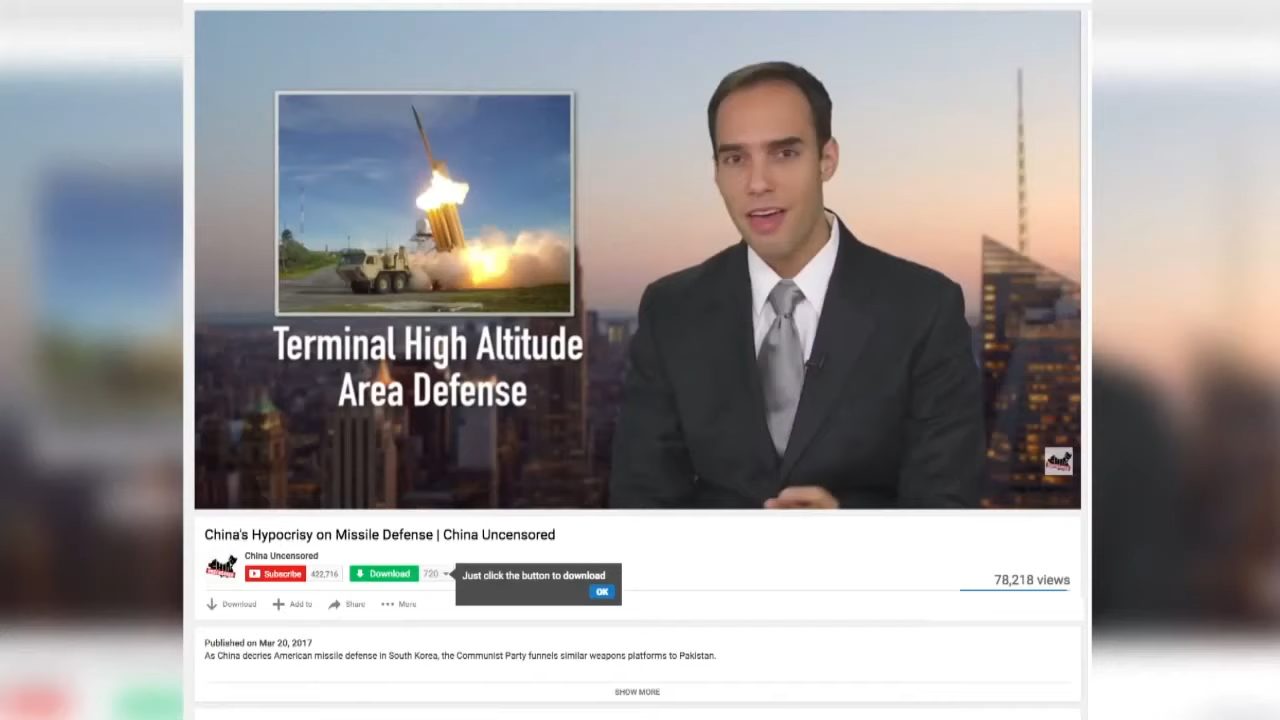 Terminal High Altitude
Area Defense
China's Hypocrisy on Missile Defense | China Uncensored
China Uncensored
Subscribe 422,716 Download 720
Just click the button to download
OK
78,218 views
Download Add to Share More
Published on Mar 20, 2017
As China decries American missile defense in South Korea, the Communist Party funnels similar weapons platforms to Pakistan.
SHOW MORE